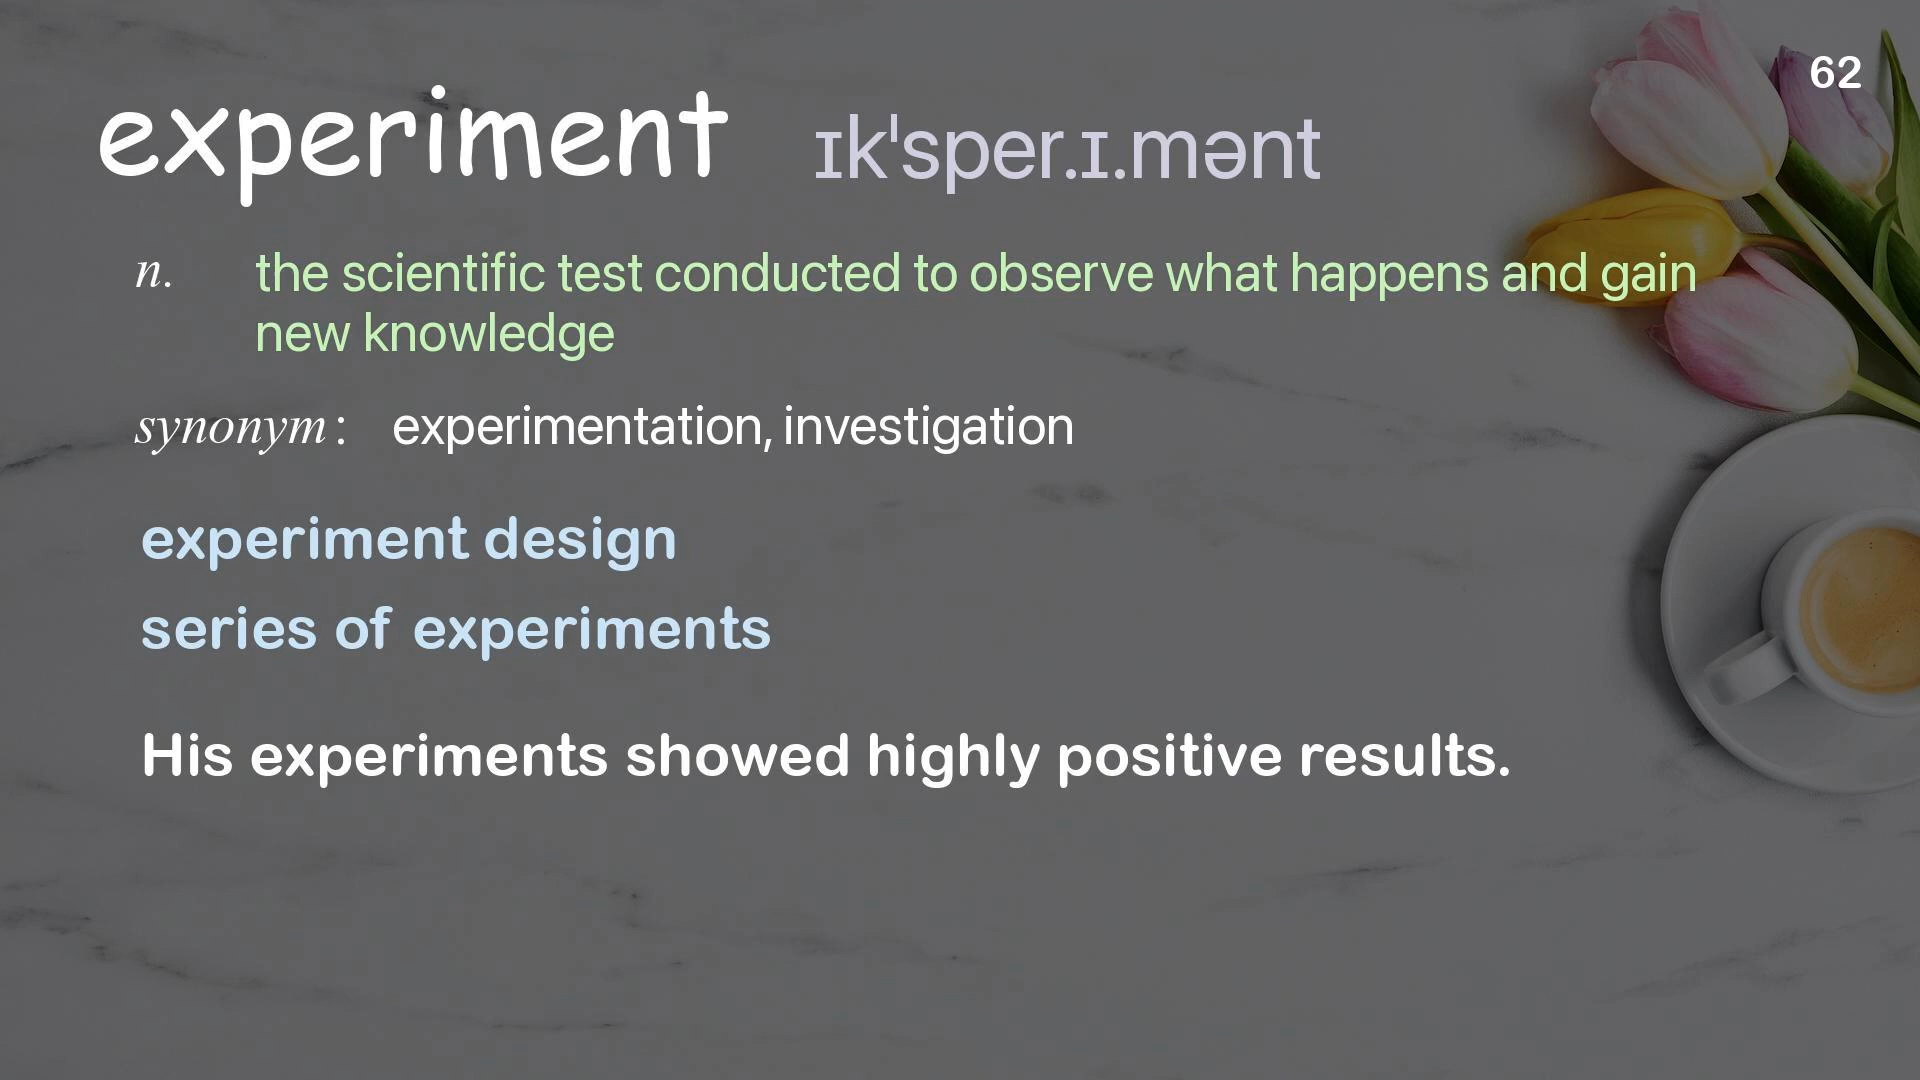 62
experiment ɪkˈsper.ɪ.mənt
n. the scientific test conducted to observe what happens and gain
new knowledge
synonym : experimentation, investigation
experiment design
series of experiments
His experiments showed highly positive results.